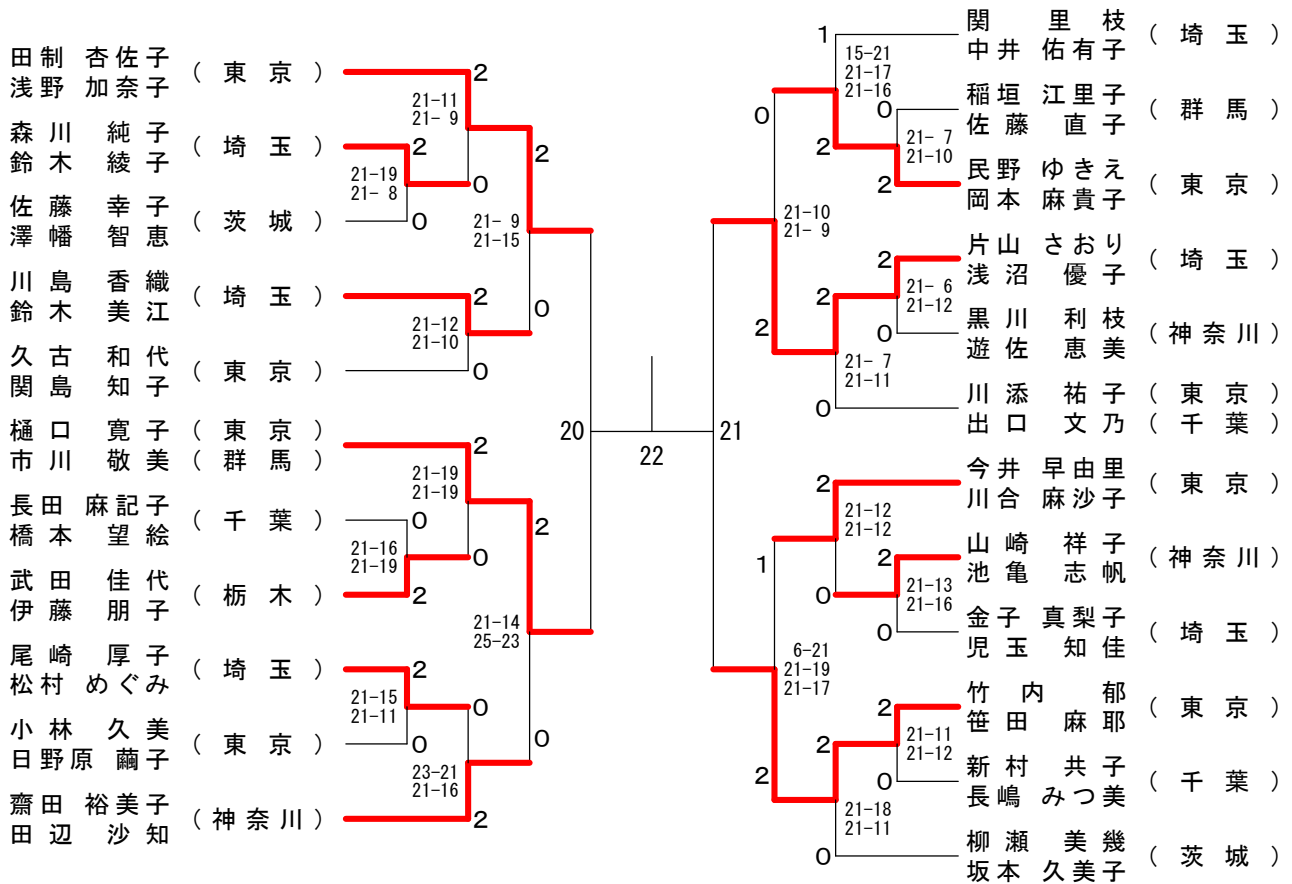 田制 杏佐子
浅野 加奈子
(東京)
2
21-11
21- 9
森川 純子
鈴木 綾子
(埼玉)
2
21-19
21- 8
0
佐藤 幸子
澤幡 智恵
(茨城)
0
2
21- 9
21-15
川島 香織
鈴木 美江
(埼玉)
2
21-12
21-10
0
久古 和代
関島 知子
(東京)
0
樋口 寛子 (東京)
市川 敬美 (群馬)
2
21-19
21-19
長田 麻記子
橋本 望絵
(千葉)
0
21-16
21-19
0
武田 佳代
伊藤 朋子
(栃木)
2
2
21-14
25-23
尾崎 厚子
松村 めぐみ
(埼玉)
2
21-15
21-11
0
小林 久美
日野原 繭子
(東京)
0
0
23-21
21-16
齋田 裕美子
田辺 沙知
(神奈川)
2
20
22
21
関 里枝
中井 佑有子
(埼玉)
1
15-21
21-17
21-16
稲垣 江里子
佐藤 直子
(群馬)
0
0
21- 7
21-10
2
民野 ゆきえ
岡本 麻貴子
(東京)
2
21-10
21- 9
片山 さおり
浅沼 優子
(埼玉)
2
21- 6
21-12
2
黒川 利枝
遊佐 恵美
(神奈川)
0
2
21- 7
21-11
川添 祐子 (東京)
出口 文乃 (千葉)
0
今井 早由里
川合 麻沙子
(東京)
2
21-12
21-12
山崎 祥子
池亀 志帆
(神奈川)
2
1
21-13
21-16
0
金子 真梨子
児玉 知佳
(埼玉)
0
6-21
21-19
21-17
竹内 郁
笹田 麻耶
(東京)
2
21-11
21-12
2
新村 共子
長嶋 みつ美
(千葉)
0
2
21-18
21-11
柳瀬 美幾
坂本 久美子
(茨城)
0